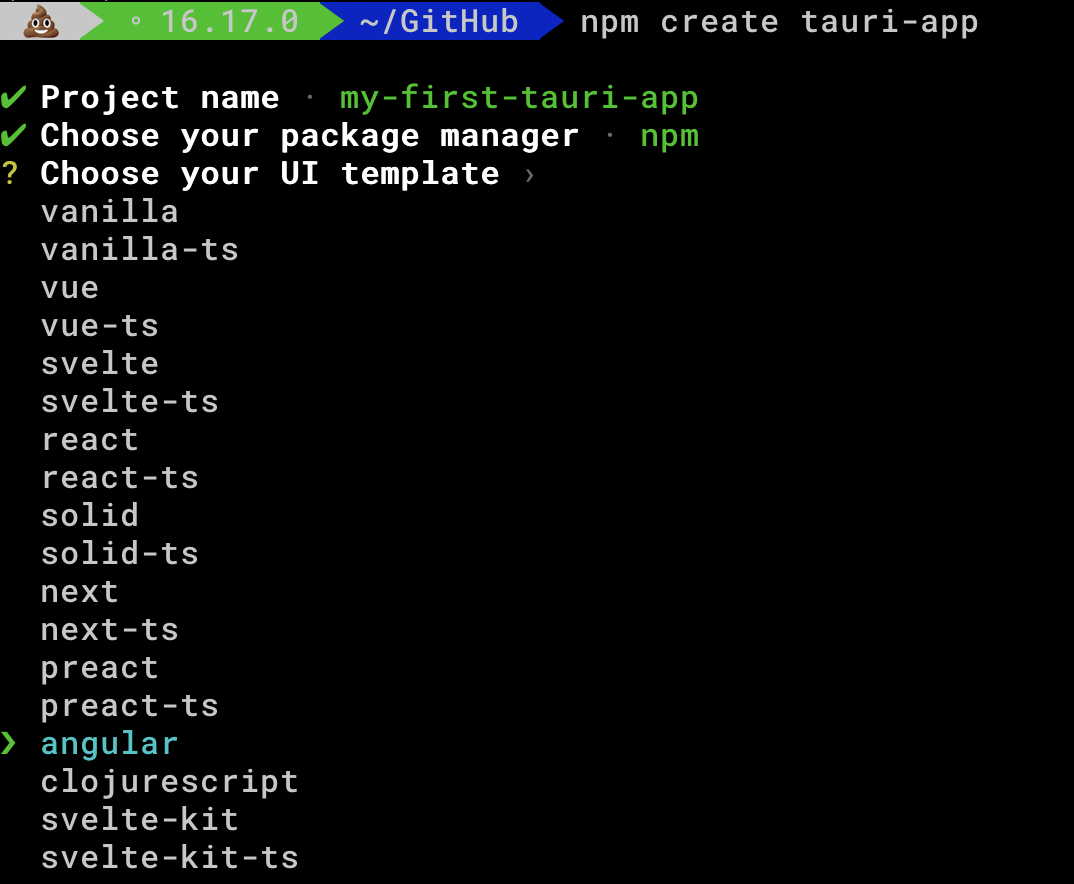 💩 ∘ 16.17.0 ~/GitHub npm create tauri-app
✔ Project name · my-first-tauri-app
✔ Choose your package manager · npm
? Choose your UI template ›
vanilla
vanilla-ts
vue
vue-ts
svelte
svelte-ts
react
react-ts
solid
solid-ts
next
next-ts
preact
preact-ts
❯ angular
clojurescript
svelte-kit
svelte-kit-ts